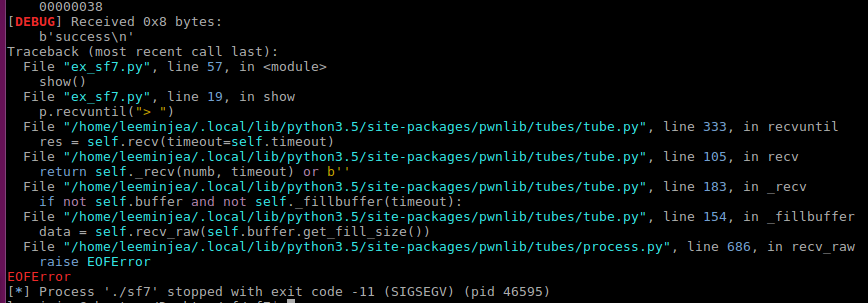 00000038
[DEBUG] Received 0x8 bytes:
b'success\n'
Traceback (most recent call last):
File "ex_sf7.py", line 57, in <module>
show()
File "ex_sf7.py", line 19, in show
p.recvuntil("> ")
File "/home/leeminjea/.local/lib/python3.5/site-packages/pwnlib/tubes/tube.py", line 333, in recvuntil
res = self.recv(timeout=self.timeout)
File "/home/leeminjea/.local/lib/python3.5/site-packages/pwnlib/tubes/tube.py", line 105, in recv
return self._recv(numb, timeout) or b''
File "/home/leeminjea/.local/lib/python3.5/site-packages/pwnlib/tubes/tube.py", line 183, in _recv
if not self.buffer and not self._fillbuffer(timeout):
File "/home/leeminjea/.local/lib/python3.5/site-packages/pwnlib/tubes/tube.py", line 154, in _fillbuffer
data = self.recv_raw(self.buffer.get_fill_size())
File "/home/leeminjea/.local/lib/python3.5/site-packages/pwnlib/tubes/process.py", line 686, in recv_raw
raise EOFError
EOFError
[*] Process './sf7' stopped with exit code -11 (SIGSEGV) (pid 46595)